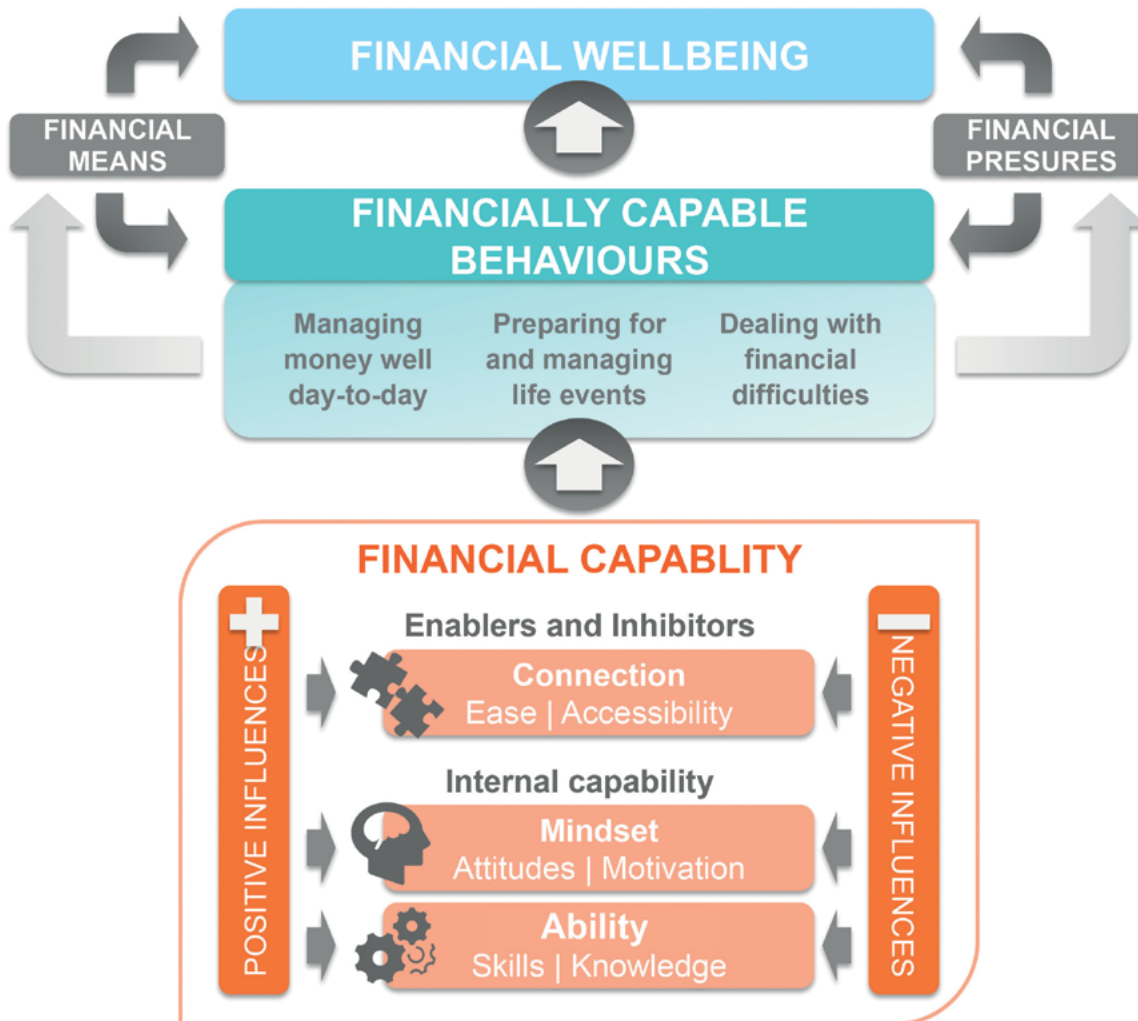 FINANCIAL WELLBEING
FINANCIAL
MEANS
FINANCIAL
PRESURES
FINANCIALLY CAPABLE
BEHAVIOURS
Managing
money well
day-to-day
Preparing for
and managing
life events
Dealing with
financial
difficulties
FINANCIAL CAPABLITY
POSITIVE INFLUENCES
Enablers and Inhibitors
Connection
Ease | Accessibility
Internal capability
Mindset
Attitudes | Motivation
Ability
Skills | Knowledge
NEGATIVE INFLUENCES